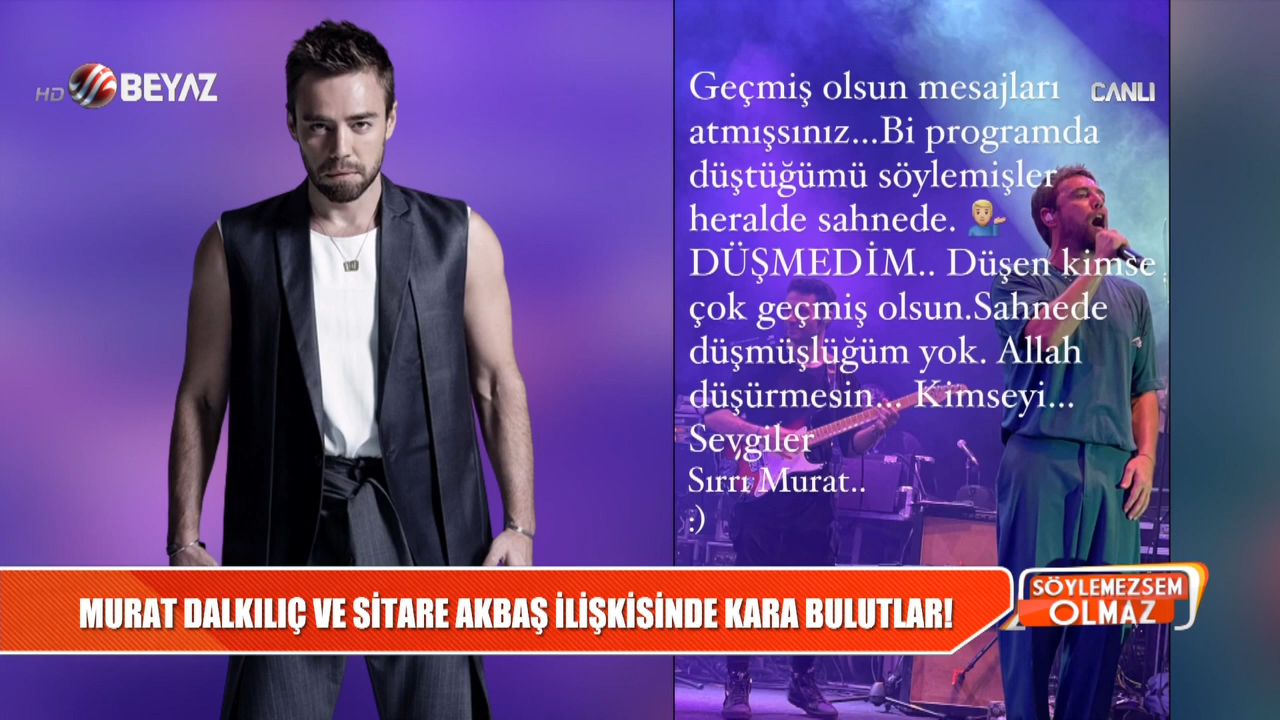 HD BEYAZ
CANLI
Geçmiş olsun mesajları
atmışsınız...Bi programda
düştüğümü söylemişler
heralde sahnede. 💁🏼‍♂️
DÜŞMEDİM.. Düşen kimse
çok geçmiş olsun.Sahnede
düşmüşlüğüm yok. Allah
düşürmesin... Kimseyi...
Sevgiler
Sırrı Murat..
:)
MURAT DALKILIÇ VE SİTARE AKBAŞ İLİŞKİSİNDE KARA BULUTLAR!
SÖYLEMEZSEM
OLMAZ